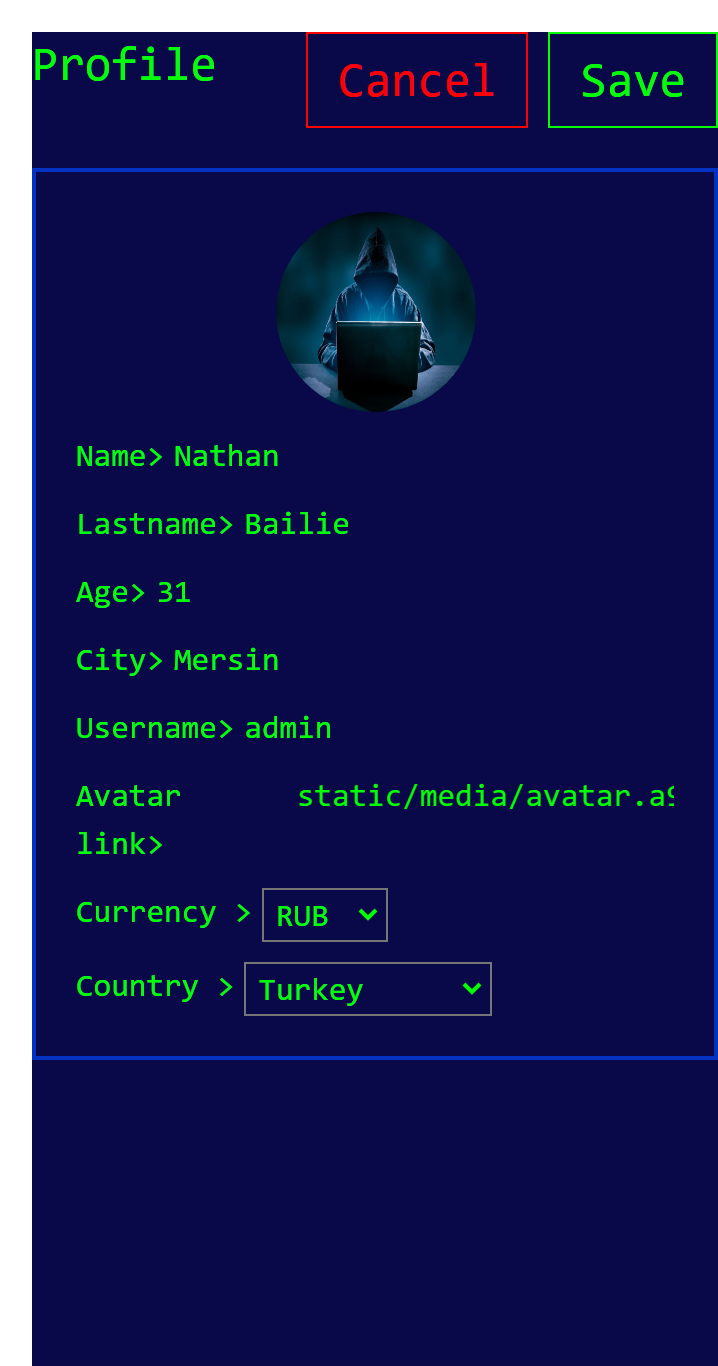 Profile Cancel Save
Name> Nathan
Lastname> Bailie
Age> 31
City> Mersin
Username> admin
Avatar link> static/media/avatar.a
Currency > RUB
Country > Turkey